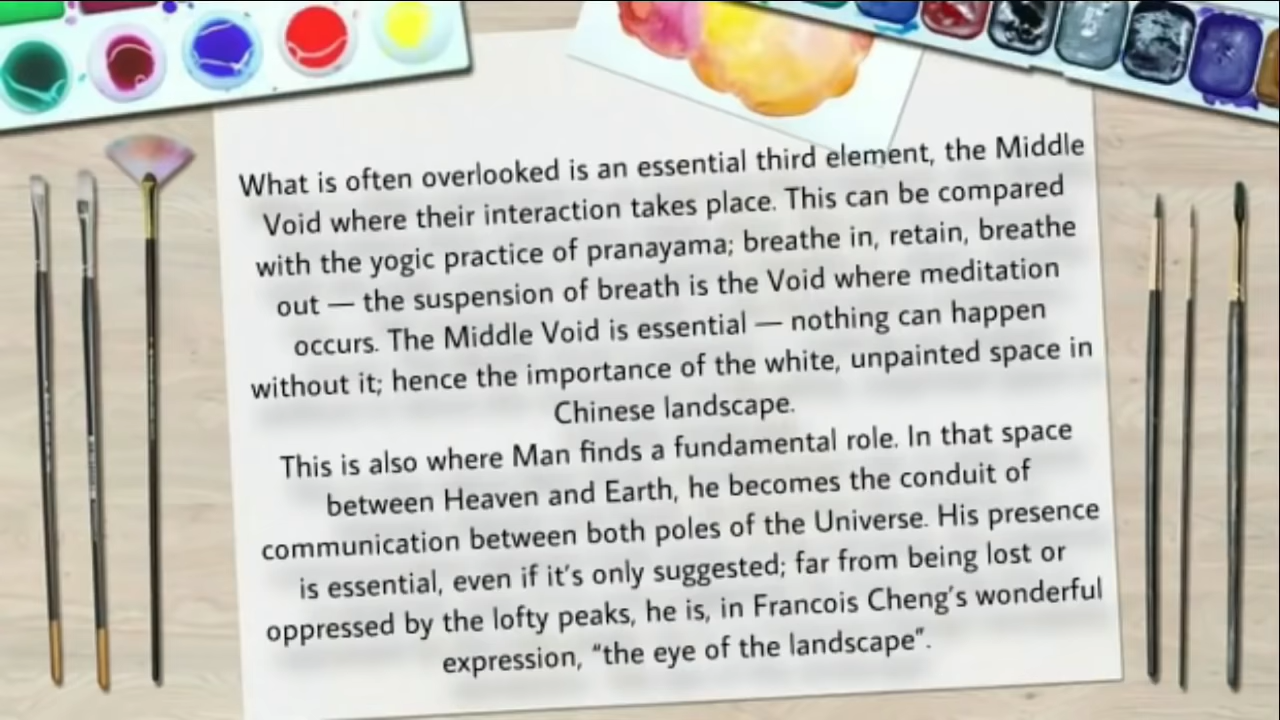 What is often overlooked is an essential third element, the Middle
Void where their interaction takes place. This can be compared
with the yogic practice of pranayama; breathe in, retain, breathe
out — the suspension of breath is the Void where meditation
occurs. The Middle Void is essential — nothing can happen
without it; hence the importance of the white, unpainted space in
Chinese landscape.
This is also where Man finds a fundamental role. In that space
between Heaven and Earth, he becomes the conduit of
communication between both poles of the Universe. His presence
is essential, even if it's only suggested; far from being lost or
oppressed by the lofty peaks, he is, in Francois Cheng's wonderful
expression, “the eye of the landscape”.